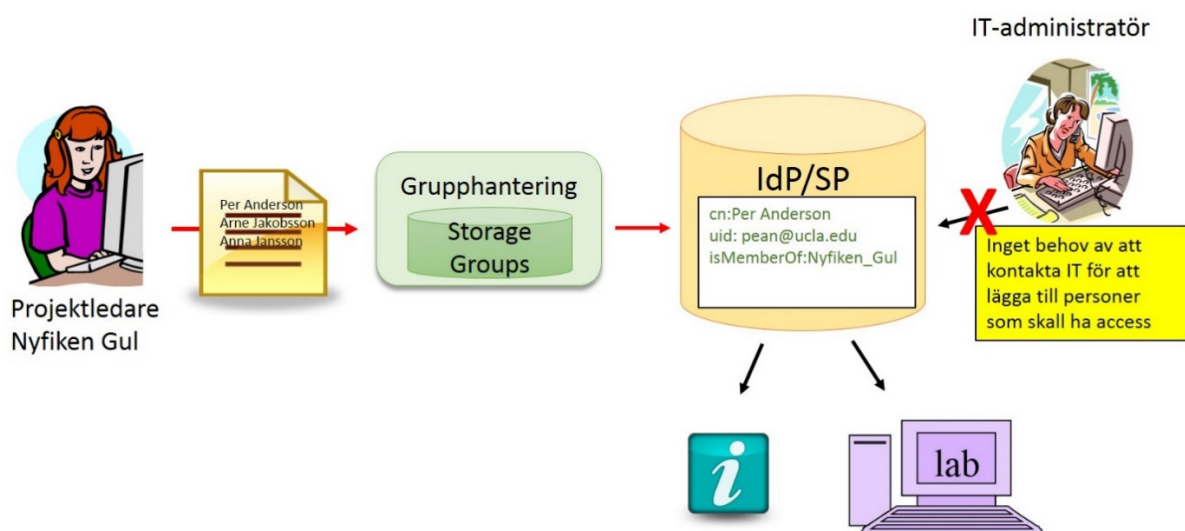 IT-administratör
Projektledare
Nyfiken Gul
Per Anderson
Arne Jakobsson
Anna Jansson
Grupphantering
Storage
Groups
IdP/SP
cn:Per Anderson
uid: pean@ucla.edu
isMemberOf:Nyfiken_Gul
X
Inget behov av att
kontakta IT för att
lägga till personer
som skall ha access
i
lab